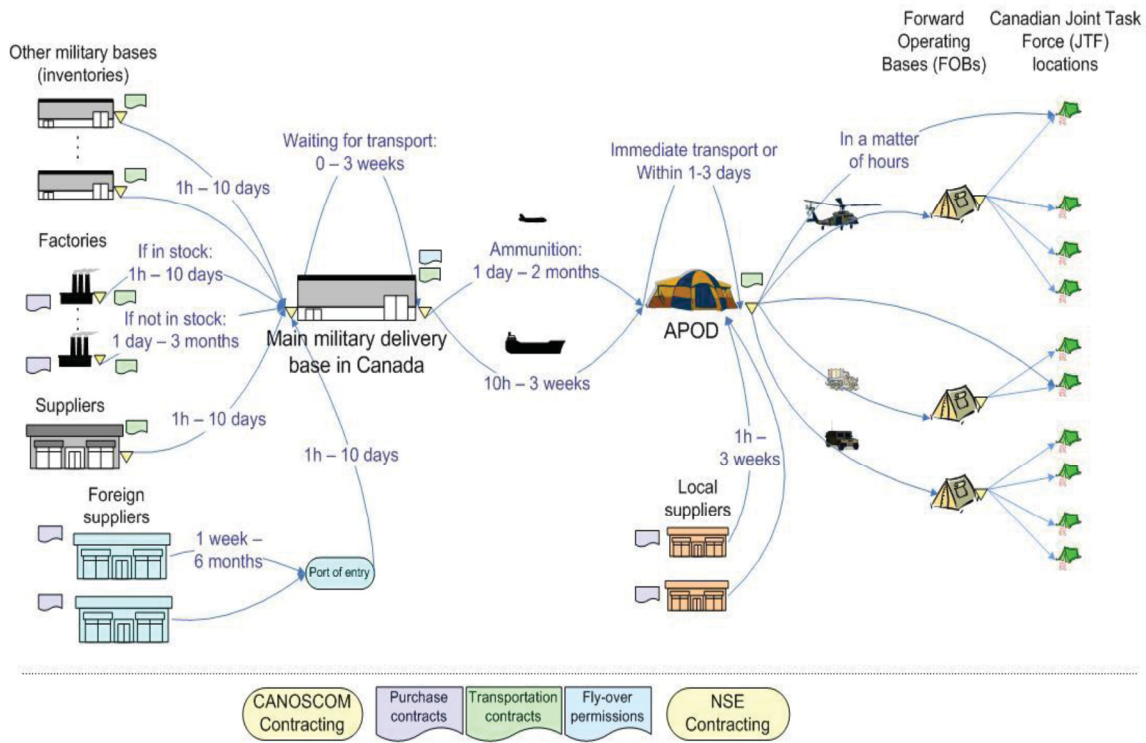 Other military bases
(inventories)
1h – 10 days
Factories
If in stock:
1h – 10 days
If not in stock:
1 day – 3 months
Suppliers
1h – 10 days
Foreign
suppliers
1 week –
6 months
Port of entry
1h – 10 days
Waiting for transport:
0 – 3 weeks
Main military delivery
base in Canada
Ammunition:
1 day – 2 months
10h – 3 weeks
Immediate transport or
Within 1-3 days
APOD
1h –
3 weeks
Local
suppliers
In a matter
of hours
Forward
Operating
Bases (FOBs)
Canadian Joint Task
Force (JTF)
locations
CANOSCOM
Contracting
Purchase
contracts
Transportation
contracts
Fly-over
permissions
NSE
Contracting